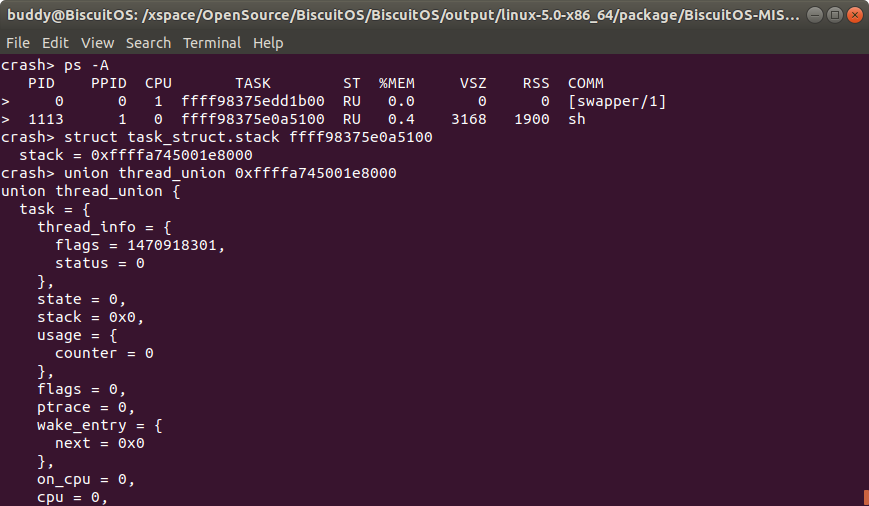 buddy@BiscuitOS: /xspace/OpenSource/BiscuitOS/BiscuitOS/output/linux-5.0-x86_64/package/BiscuitOS-MIS...
File Edit View Search Terminal Help
crash> ps -A
   PID    PPID  CPU       TASK        ST  %MEM     VSZ    RSS  COMM
>     0      0   1  ffff98375edd1b00  RU   0.0       0      0  [swapper/1]
>  1113      1   0  ffff98375e0a5100  RU   0.4    3168   1900  sh
crash> struct task_struct.stack ffff98375e0a5100
  stack = 0xffffa745001e8000
crash> union thread_union 0xffffa745001e8000
union thread_union {
  task = {
    thread_info = {
      flags = 1470918301,
      status = 0
    },
    state = 0,
    stack = 0x0,
    usage = {
      counter = 0
    },
    flags = 0,
    ptrace = 0,
    wake_entry = {
      next = 0x0
    },
    on_cpu = 0,
    cpu = 0,